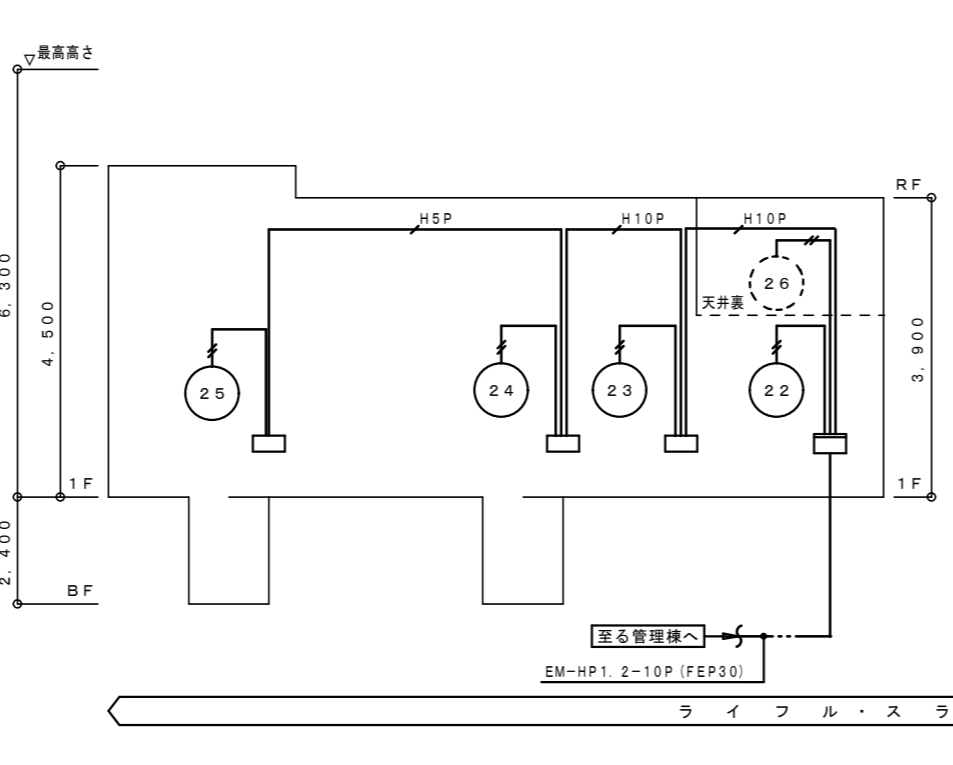 ▽最高高さ
RF
H5P
H10P
H10P
26
天井裏
6,300
4,500
3,900
25
24
23
22
1F
1F
2,400
BF
至る管理棟へ
EM-HP1.2-10P(FEP30)
ライフル・スラ